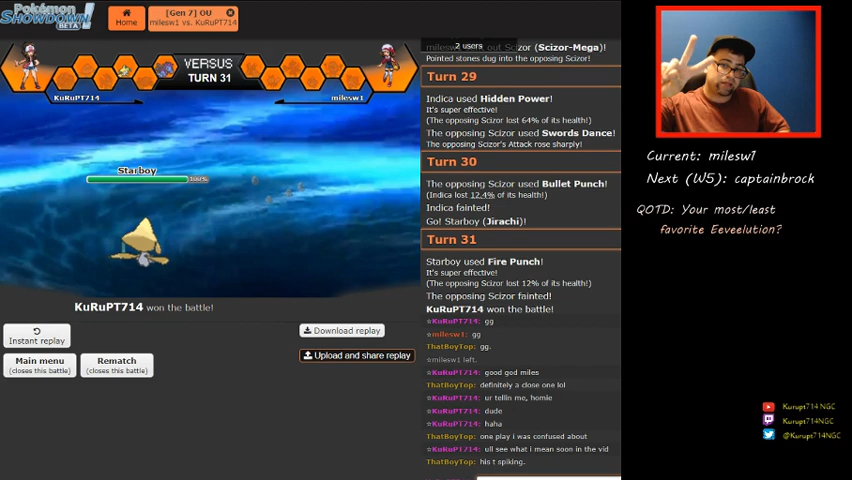 Pokémon
SHOWDOWN!
BETA
Home
[Gen 7] OU
milesw1 vs. KuRuPT714
VERSUS
TURN 31
KuRuPT714
milesw1
Starboy
100%
KuRuPT714 won the battle!
Instant replay
Download replay
Upload and share replay
Main menu
(closes this battle)
Rematch
(closes this battle)
2 users
out Scizor (Scizor-Mega)!
Pointed stones dug into the opposing Scizor!
Turn 29
Indica used Hidden Power!
It's super effective!
(The opposing Scizor lost 64% of its health!)
The opposing Scizor used Swords Dance!
The opposing Scizor's Attack rose sharply!
Turn 30
The opposing Scizor used Bullet Punch!
(Indica lost 12.4% of its health!)
Indica fainted!
Go! Starboy (Jirachi)!
Turn 31
Starboy used Fire Punch!
It's super effective!
(The opposing Scizor lost 12% of its health!)
The opposing Scizor fainted!
KuRuPT714 won the battle!
☆KuRuPT714: gg
☆milesw1: gg
ThatBoyTop: gg.
☆milesw1 left.
☆KuRuPT714: good god miles
ThatBoyTop: definitely a close one lol
☆KuRuPT714: ur tellin me, homie
☆KuRuPT714: dude
☆KuRuPT714: haha
ThatBoyTop: one play i was confused about
☆KuRuPT714: ull see what i mean soon in the vid
ThatBoyTop: his t spiking.
Current: milesw1
Next (W5): captainbrock
QOTD: Your most/least
favorite Eeveelution?
Kurupt714 NGC
Kurupt714NGC
@Kurupt714NGC